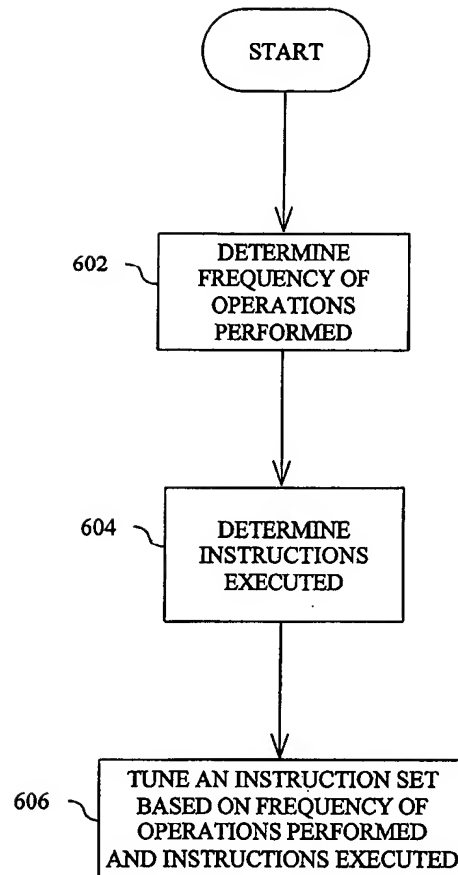 START
602
DETERMINE
FREQUENCY OF
OPERATIONS
PERFORMED
604
DETERMINE
INSTRUCTIONS
EXECUTED
606
TUNE AN INSTRUCTION SET
BASED ON FREQUENCY OF
OPERATIONS PERFORMED
AND INSTRUCTIONS EXECUTED